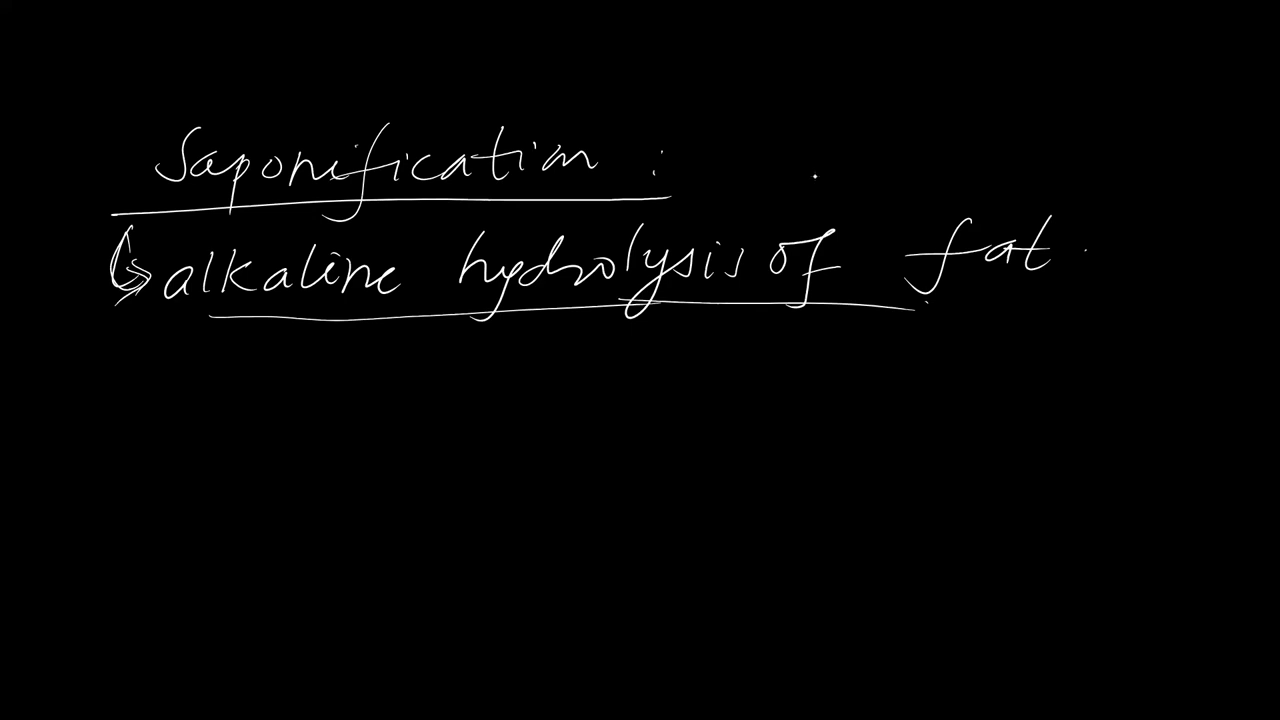 Saponification :
↳ alkaline hydrolysis of fat.